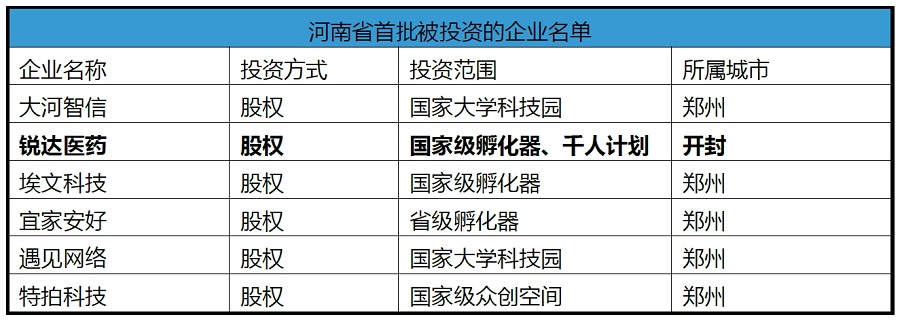 河南省首批被投资的企业名单
企业名称 投资方式 投资范围 所属城市
大河智信 股权 国家大学科技园 郑州
锐达医药 股权 国家级孵化器、千人计划 开封
埃文科技 股权 国家级孵化器 郑州
宜家安好 股权 省级孵化器 郑州
遇见网络 股权 国家大学科技园 郑州
特拍科技 股权 国家级众创空间 郑州